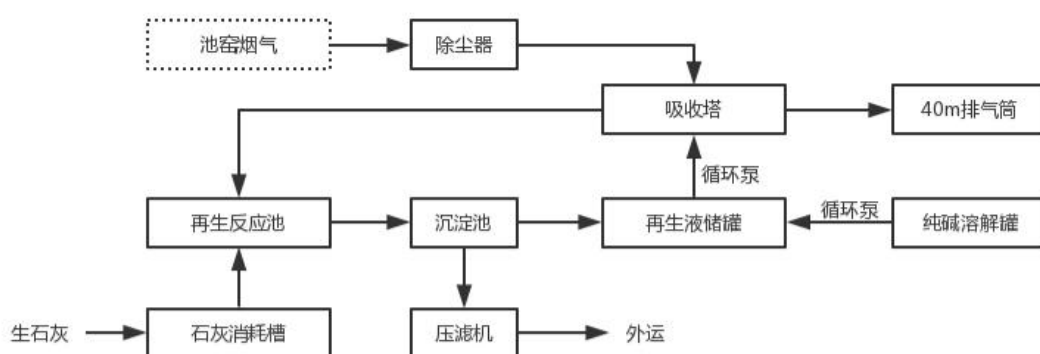 池窑烟气
除尘器
吸收塔
40m排气筒
循环泵
再生反应池
沉淀池
再生液储罐
循环泵
纯碱溶解罐
生石灰
石灰消耗槽
压滤机
外运